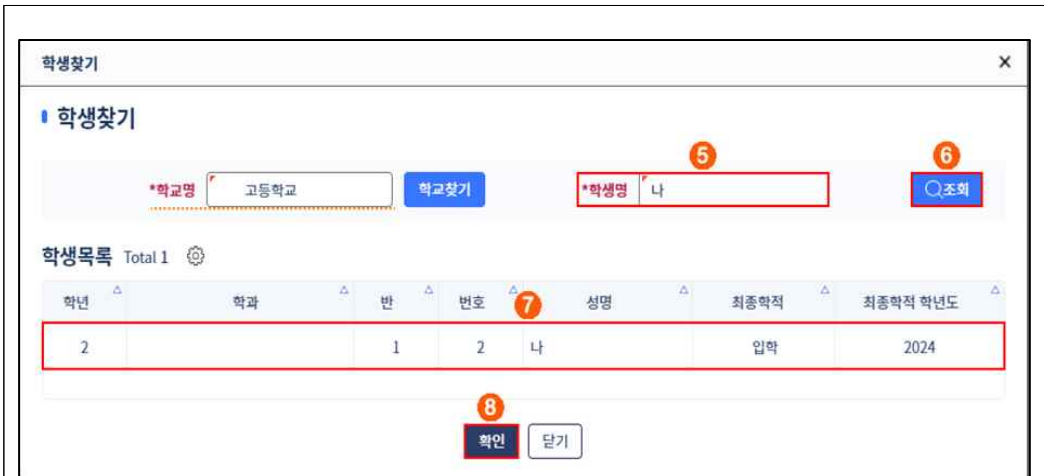 학생찾기 ×
학생찾기
5 6
*학교명 고등학교 학교찾기 *학생명 나 조회
학생목록 Total 1
학년 학과 반 번호 7 성명 최종학적 최종학적 학년도
2 1 2 나 입학 2024
8
확인 닫기